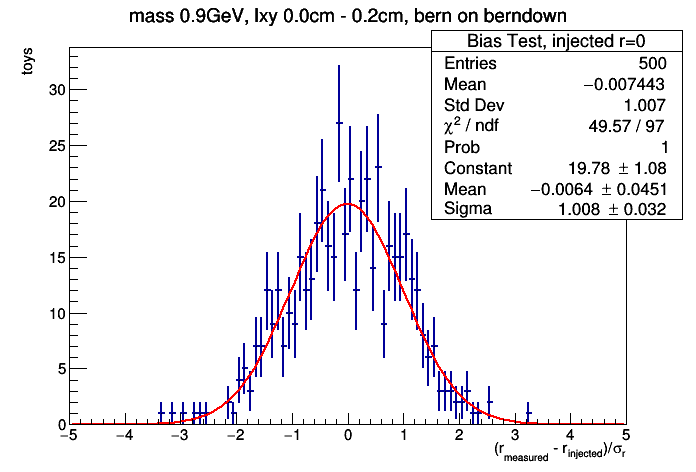 mass 0.9GeV, lxy 0.0cm - 0.2cm, bern on berndown
toys
Bias Test, injected r=0
Entries 500
Mean −0.007443
Std Dev 1.007
χ² / ndf 49.57 / 97
Prob 1
Constant 19.78 ± 1.08
Mean −0.0064 ± 0.0451
Sigma 1.008 ± 0.032
30
25
20
15
10
5
0
−5 −4 −3 −2 −1 0 1 2 3 4 5
(r_measured - r_injected)/σ_r